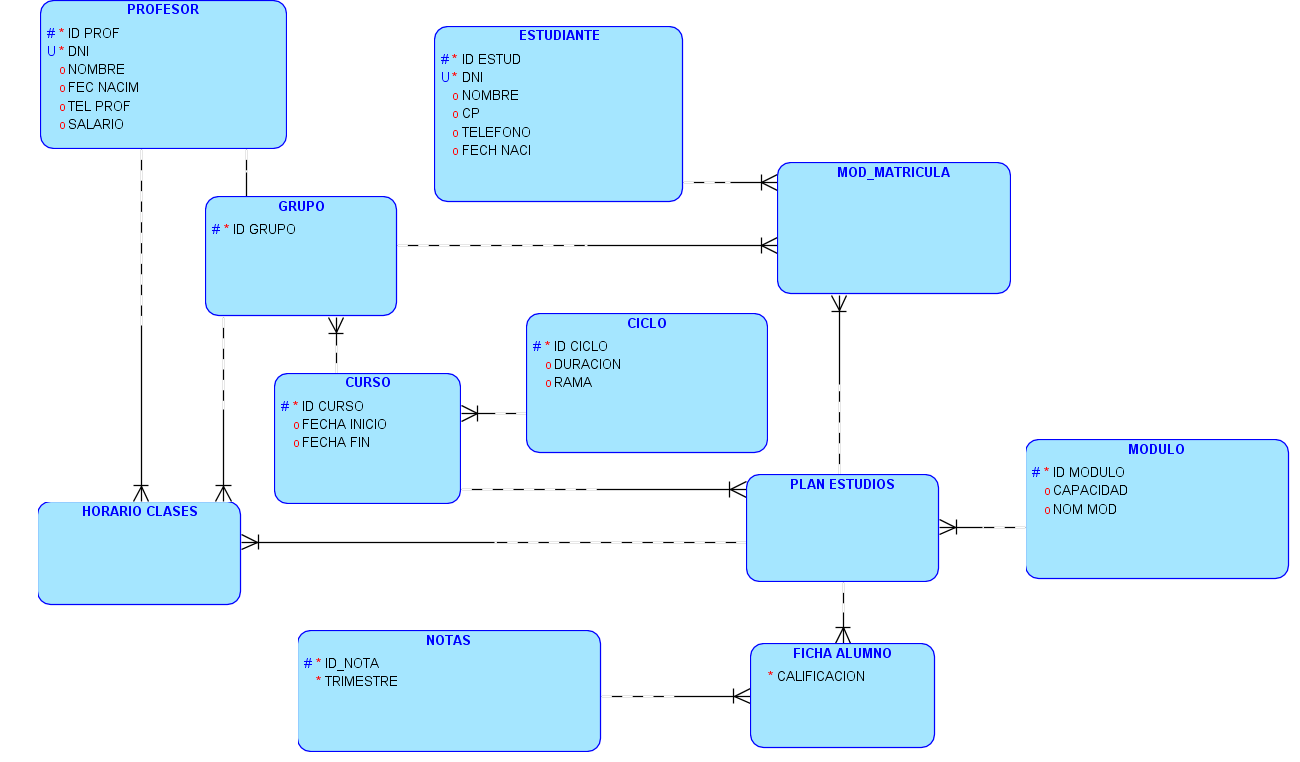 PROFESOR
# * ID PROF
U * DNI
o NOMBRE
o FEC NACIM
o TEL PROF
o SALARIO
ESTUDIANTE
# * ID ESTUD
U * DNI
o NOMBRE
o CP
o TELEFONO
o FECH NACI
MOD_MATRICULA
GRUPO
# * ID GRUPO
CICLO
# * ID CICLO
o DURACION
o RAMA
CURSO
# * ID CURSO
o FECHA INICIO
o FECHA FIN
MODULO
# * ID MODULO
o CAPACIDAD
o NOM MOD
PLAN ESTUDIOS
HORARIO CLASES
NOTAS
# * ID_NOTA
* TRIMESTRE
FICHA ALUMNO
* CALIFICACION